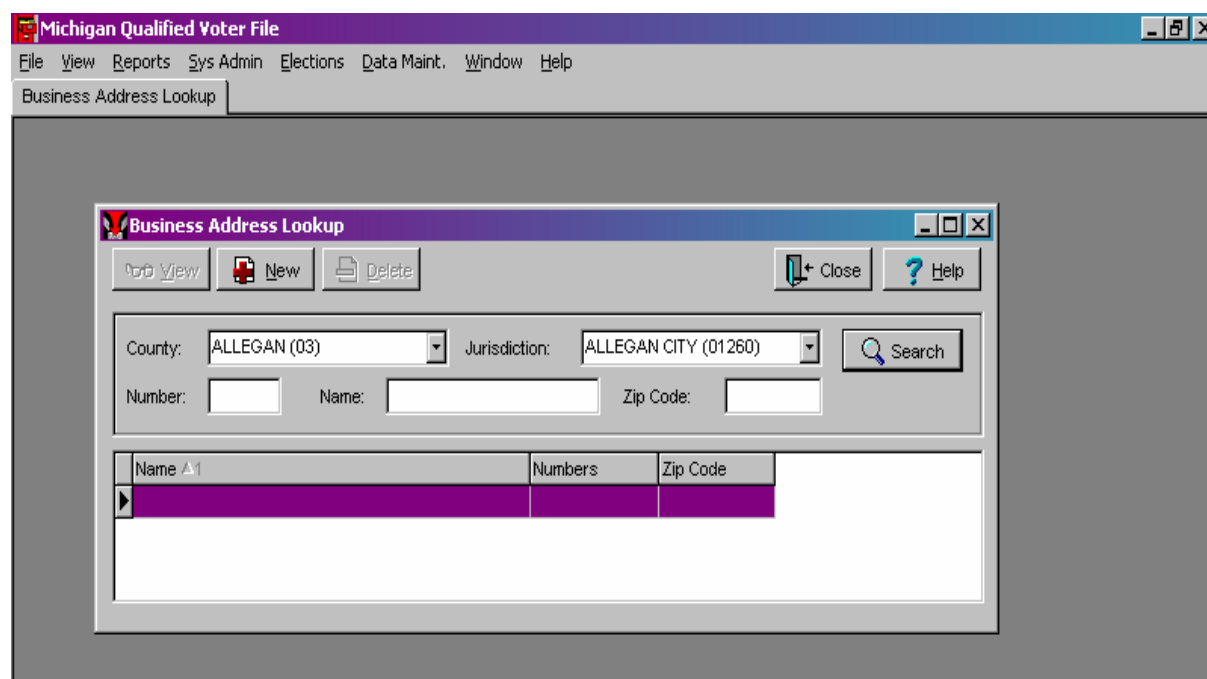 Michigan Qualified Voter File
File View Reports Sys Admin Elections Data Maint. Window Help
Business Address Lookup
Business Address Lookup
View New Delete Close Help
County: ALLEGAN (03) Jurisdiction: ALLEGAN CITY (01260) Search
Number: Name: Zip Code:
Name △1 Numbers Zip Code